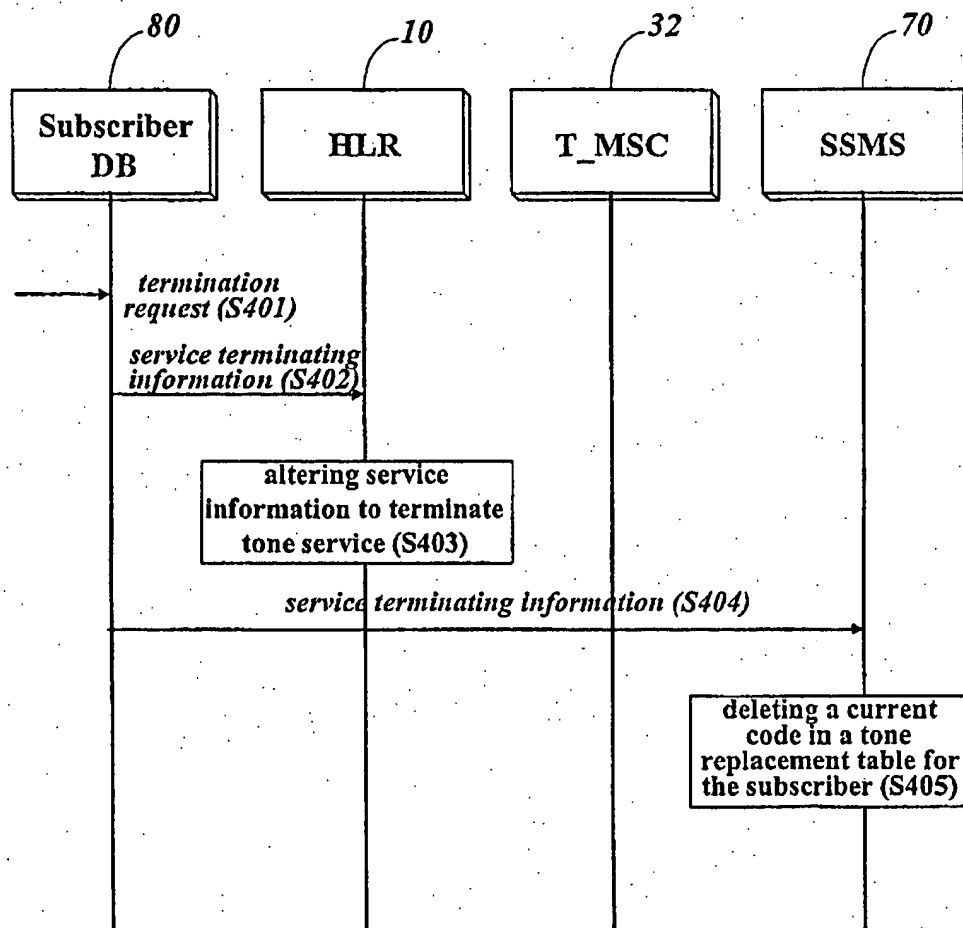 80
10
32
70
Subscriber
DB
HLR
T_MSC
SSMS
termination
request (S401)
service terminating
information (S402)
altering service
information to terminate
tone service (S403)
service terminating information (S404)
deleting a current
code in a tone
replacement table for
the subscriber (S405)